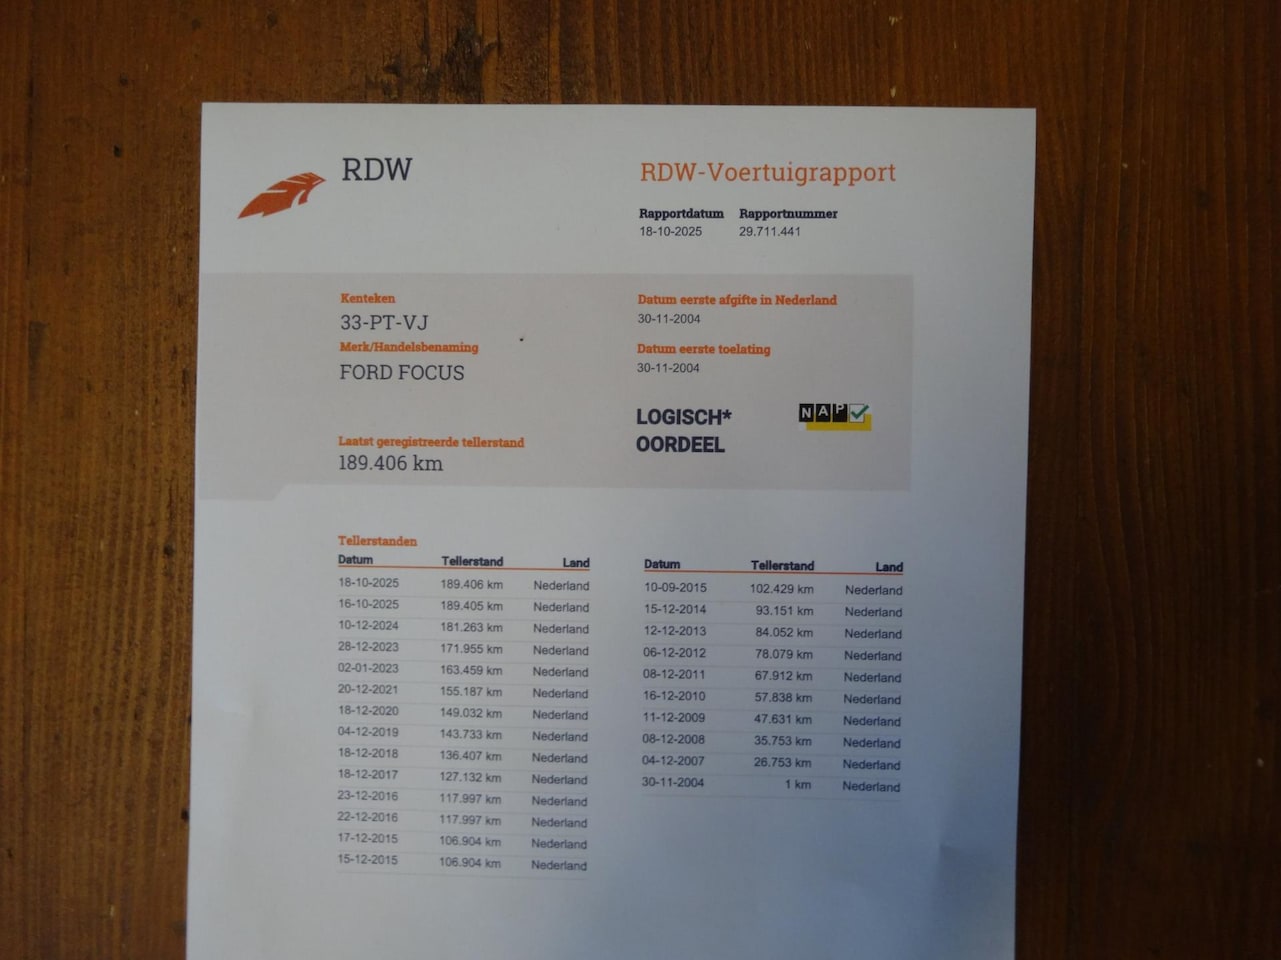 RDW
RDW-Voertuigrapport
Rapportdatum Rapportnummer
18-10-2025 29.711.441
Kenteken
33-PT-VJ
Merk/Handelsbenaming
FORD FOCUS
Laatst geregistreerde tellerstand
189.406 km
Datum eerste afgifte in Nederland
30-11-2004
Datum eerste toelating
30-11-2004
LOGISCH*
OORDEEL
NAP
Tellerstanden
Datum Tellerstand Land
18-10-2025 189.406 km Nederland
16-10-2025 189.405 km Nederland
10-12-2024 181.263 km Nederland
28-12-2023 171.955 km Nederland
02-01-2023 163.459 km Nederland
20-12-2021 155.187 km Nederland
18-12-2020 149.032 km Nederland
04-12-2019 143.733 km Nederland
18-12-2018 136.407 km Nederland
18-12-2017 127.132 km Nederland
23-12-2016 117.997 km Nederland
22-12-2016 117.997 km Nederland
17-12-2015 106.904 km Nederland
15-12-2015 106.904 km Nederland
Datum Tellerstand Land
10-09-2015 102.429 km Nederland
15-12-2014 93.151 km Nederland
12-12-2013 84.052 km Nederland
06-12-2012 78.079 km Nederland
08-12-2011 67.912 km Nederland
16-12-2010 57.838 km Nederland
11-12-2009 47.631 km Nederland
08-12-2008 35.753 km Nederland
04-12-2007 26.753 km Nederland
30-11-2004 1 km Nederland